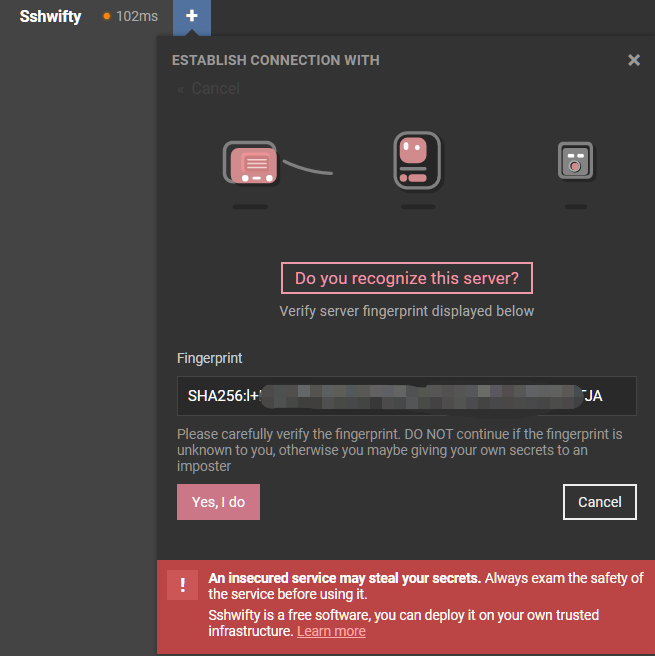 Sshwifty 102ms +
ESTABLISH CONNECTION WITH ×
« Cancel
Do you recognize this server?
Verify server fingerprint displayed below
Fingerprint
SHA256:l+ TJA
Please carefully verify the fingerprint. DO NOT continue if the fingerprint is
unknown to you, otherwise you maybe giving your own secrets to an
imposter
Yes, I do Cancel
! An insecured service may steal your secrets. Always exam the safety of
the service before using it.
Sshwifty is a free software, you can deploy it on your own trusted
infrastructure. Learn more